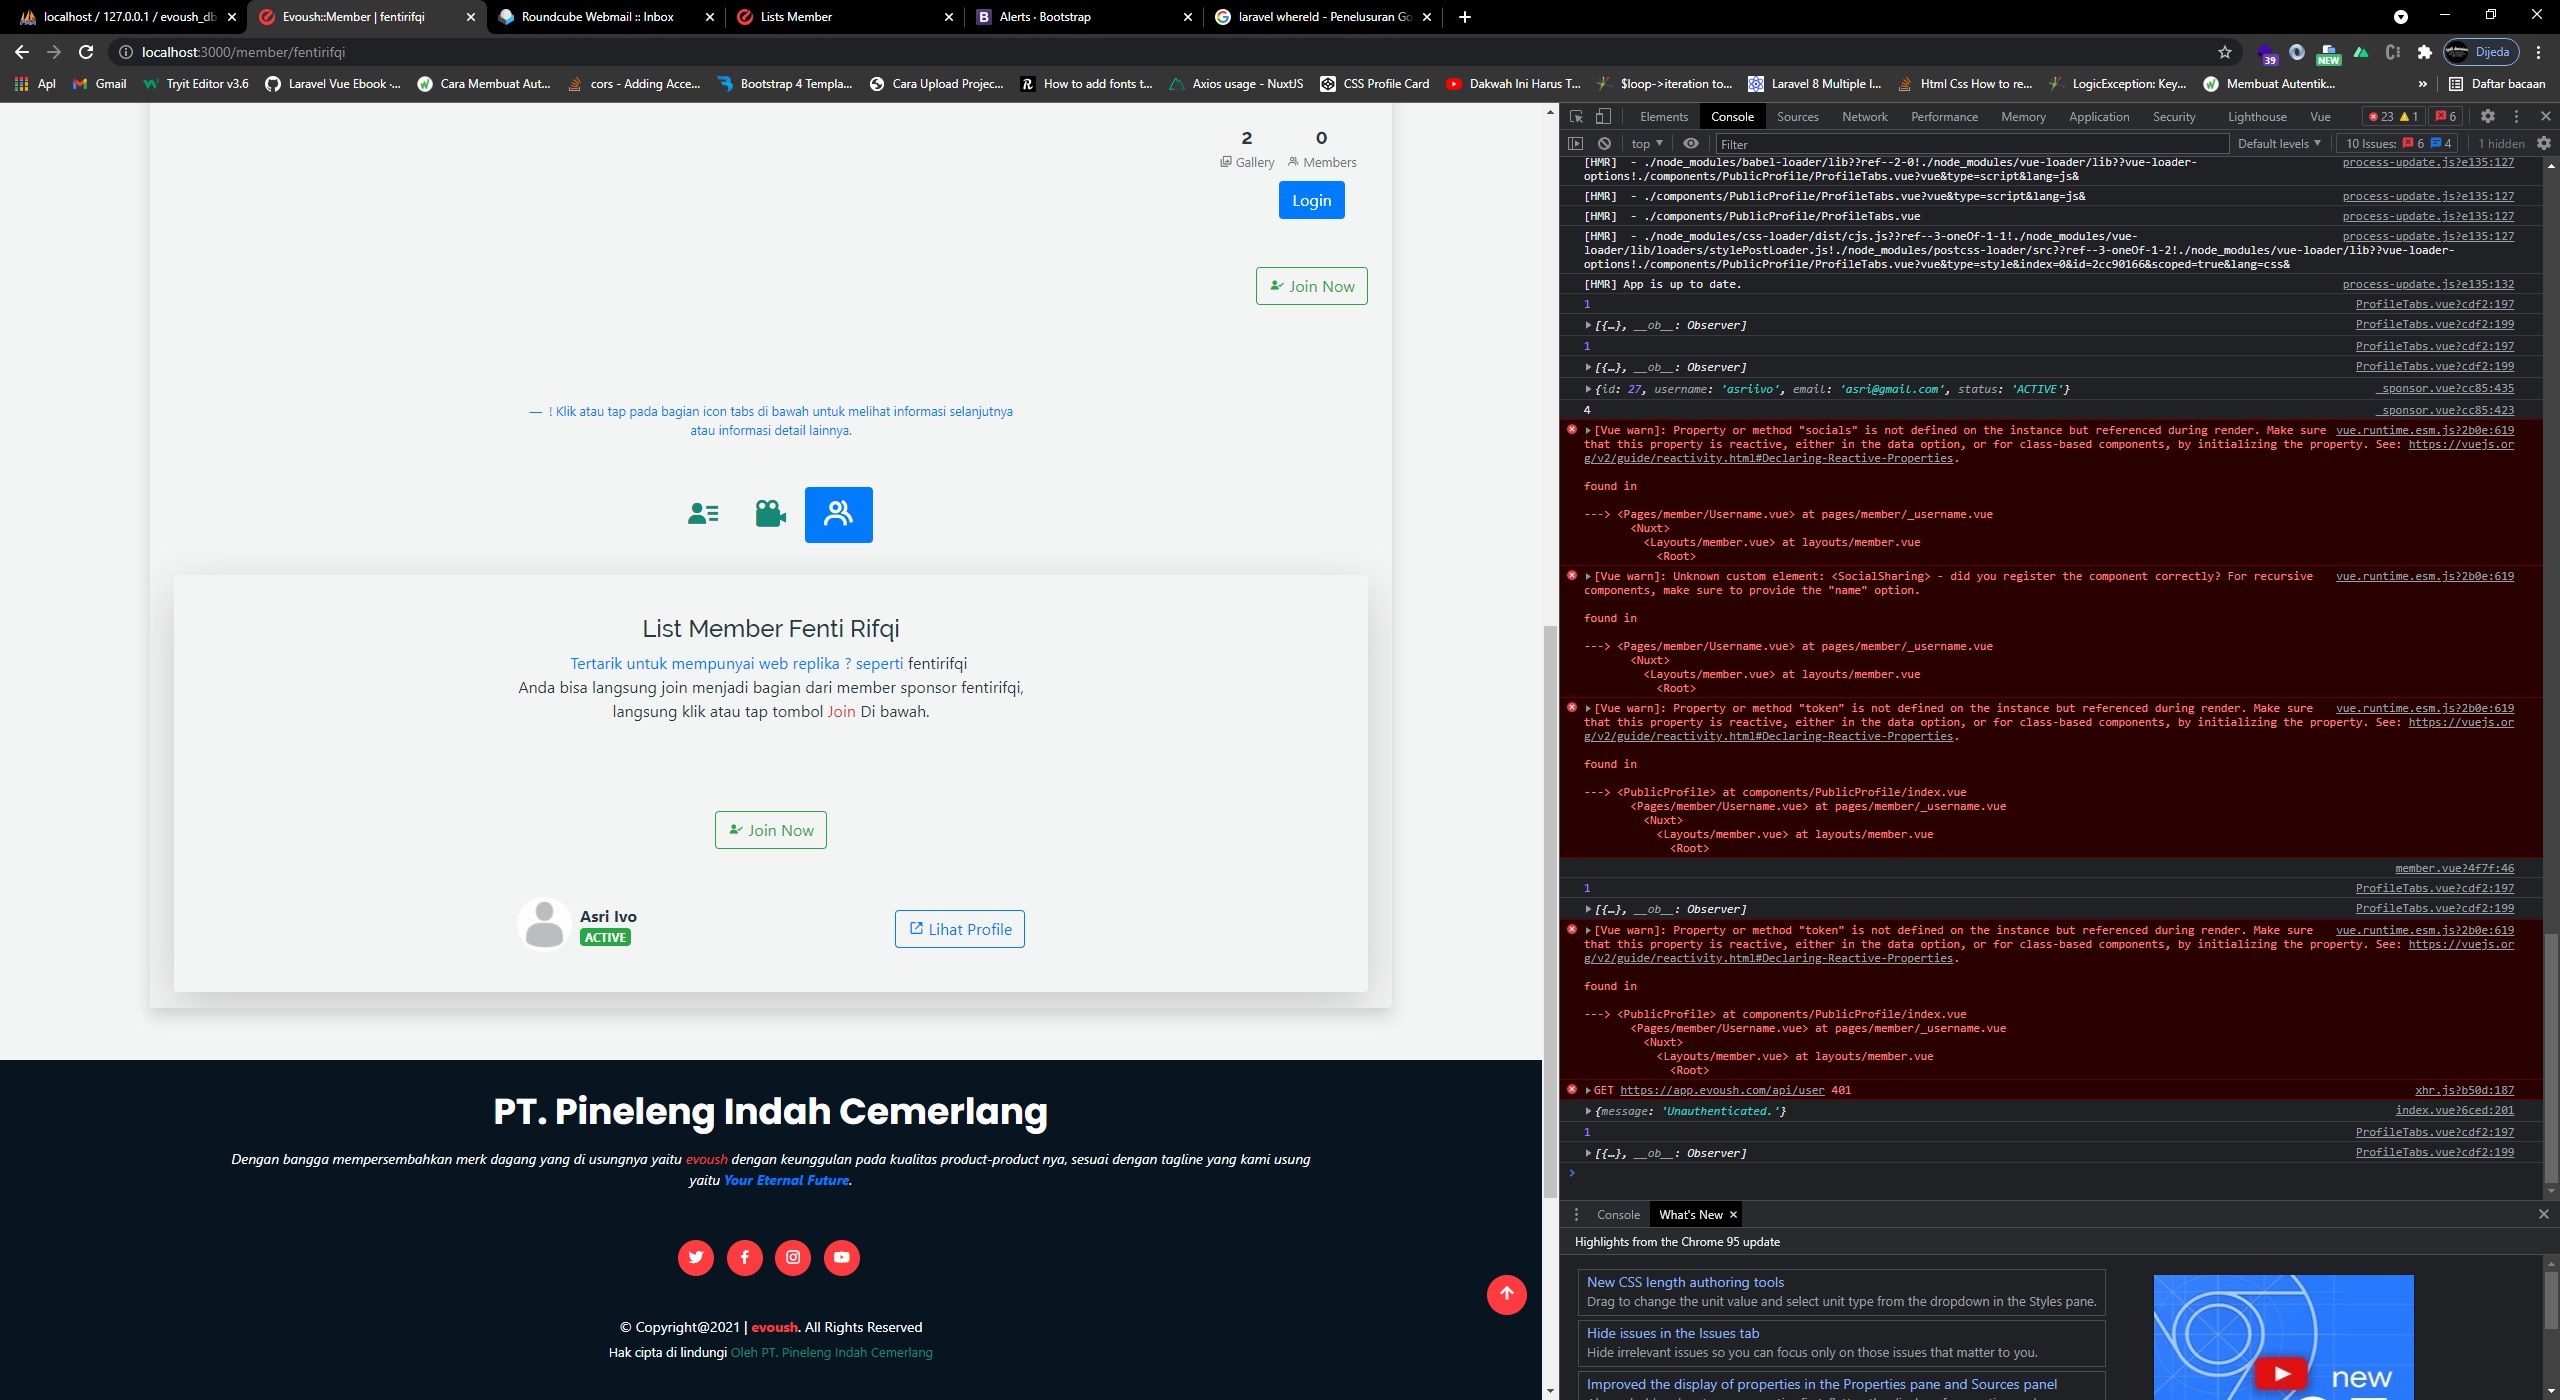 localhost / 127.0.0.1 / evoush_db
Evoush::Member | fentirifqi
Roundcube Webmail :: Inbox
Lists Member
Alerts · Bootstrap
laravel whereId - Penelusuran Go
localhost:3000/member/fentirifqi
39
NEW
Dijeda
Apl
Gmail
Tryit Editor v3.6
Laravel Vue Ebook ·...
Cara Membuat Aut...
cors - Adding Acce...
Bootstrap 4 Templa...
Cara Upload Projec...
How to add fonts t...
Axios usage - NuxtJS
CSS Profile Card
Dakwah Ini Harus T...
$loop->iteration to...
Laravel 8 Multiple I...
Html Css How to re...
LogicException: Key...
Membuat Autentik...
»
Daftar bacaan
2
0
Gallery
Members
Login
Join Now
— ! Klik atau tap pada bagian icon tabs di bawah untuk melihat informasi selanjutnya
atau informasi detail lainnya.
List Member Fenti Rifqi
Tertarik untuk mempunyai web replika ? seperti fentirifqi
Anda bisa langsung join menjadi bagian dari member sponsor fentirifqi,
langsung klik atau tap tombol Join Di bawah.
Join Now
Asri Ivo
ACTIVE
Lihat Profile
PT. Pineleng Indah Cemerlang
Dengan bangga mempersembahkan merk dagang yang di usungnya yaitu evoush dengan keunggulan pada kualitas product-product nya, sesuai dengan tagline yang kami usung
yaitu Your Eternal Future.
© Copyright@2021 | evoush. All Rights Reserved
Hak cipta di lindungi Oleh PT. Pineleng Indah Cemerlang
Elements Console Sources Network Performance Memory Application Security Lighthouse Vue 23 1 6
top Filter Default levels 10 Issues: 6 4 1 hidden
[HMR] - ./node_modules/babel-loader/lib??ref--2-0!./node_modules/vue-loader/lib??vue-loader- process-update.js?e135:127
options!./components/PublicProfile/ProfileTabs.vue?vue&type=script&lang=js&
[HMR] - ./components/PublicProfile/ProfileTabs.vue?vue&type=script&lang=js& process-update.js?e135:127
[HMR] - ./components/PublicProfile/ProfileTabs.vue process-update.js?e135:127
[HMR] - ./node_modules/css-loader/dist/cjs.js??ref--3-oneOf-1-1!./node_modules/vue- process-update.js?e135:127
loader/lib/loaders/stylePostLoader.js!./node_modules/postcss-loader/src??ref--3-oneOf-1-2!./node_modules/vue-loader/lib??vue-loader-
options!./components/PublicProfile/ProfileTabs.vue?vue&type=style&index=0&id=2cc90166&scoped=true&lang=css&
[HMR] App is up to date. process-update.js?e135:132
1 ProfileTabs.vue?cdf2:197
[{…}, __ob__: Observer] ProfileTabs.vue?cdf2:199
1 ProfileTabs.vue?cdf2:197
[{…}, __ob__: Observer] ProfileTabs.vue?cdf2:199
{id: 27, username: 'asriivo', email: 'asri@gmail.com', status: 'ACTIVE'} _sponsor.vue?cc85:435
4 _sponsor.vue?cc85:423
[Vue warn]: Property or method "socials" is not defined on the instance but referenced during render. Make sure vue.runtime.esm.js?2b0e:619
that this property is reactive, either in the data option, or for class-based components, by initializing the property. See: https://vuejs.or
g/v2/guide/reactivity.html#Declaring-Reactive-Properties.
found in
---> <Pages/member/Username.vue> at pages/member/_username.vue
<Nuxt>
<Layouts/member.vue> at layouts/member.vue
<Root>
[Vue warn]: Unknown custom element: <SocialSharing> - did you register the component correctly? For recursive vue.runtime.esm.js?2b0e:619
components, make sure to provide the "name" option.
found in
---> <Pages/member/Username.vue> at pages/member/_username.vue
<Nuxt>
<Layouts/member.vue> at layouts/member.vue
<Root>
[Vue warn]: Property or method "token" is not defined on the instance but referenced during render. Make sure vue.runtime.esm.js?2b0e:619
that this property is reactive, either in the data option, or for class-based components, by initializing the property. See: https://vuejs.or
g/v2/guide/reactivity.html#Declaring-Reactive-Properties.
found in
---> <PublicProfile> at components/PublicProfile/index.vue
<Pages/member/Username.vue> at pages/member/_username.vue
<Nuxt>
<Layouts/member.vue> at layouts/member.vue
<Root>
member.vue?4f7f:46
1 ProfileTabs.vue?cdf2:197
[{…}, __ob__: Observer] ProfileTabs.vue?cdf2:199
[Vue warn]: Property or method "token" is not defined on the instance but referenced during render. Make sure vue.runtime.esm.js?2b0e:619
that this property is reactive, either in the data option, or for class-based components, by initializing the property. See: https://vuejs.or
g/v2/guide/reactivity.html#Declaring-Reactive-Properties.
found in
---> <PublicProfile> at components/PublicProfile/index.vue
<Pages/member/Username.vue> at pages/member/_username.vue
<Nuxt>
<Layouts/member.vue> at layouts/member.vue
<Root>
GET https://app.evoush.com/api/user 401 xhr.js?b50d:187
{message: 'Unauthenticated.'} index.vue?6ced:201
1 ProfileTabs.vue?cdf2:197
[{…}, __ob__: Observer] ProfileTabs.vue?cdf2:199
Console What's New
Highlights from the Chrome 95 update
New CSS length authoring tools
Drag to change the unit value and select unit type from the dropdown in the Styles pane.
Hide issues in the Issues tab
Hide irrelevant issues so you can focus only on those issues that matter to you.
Improved the display of properties in the Properties pane and Sources panel
new